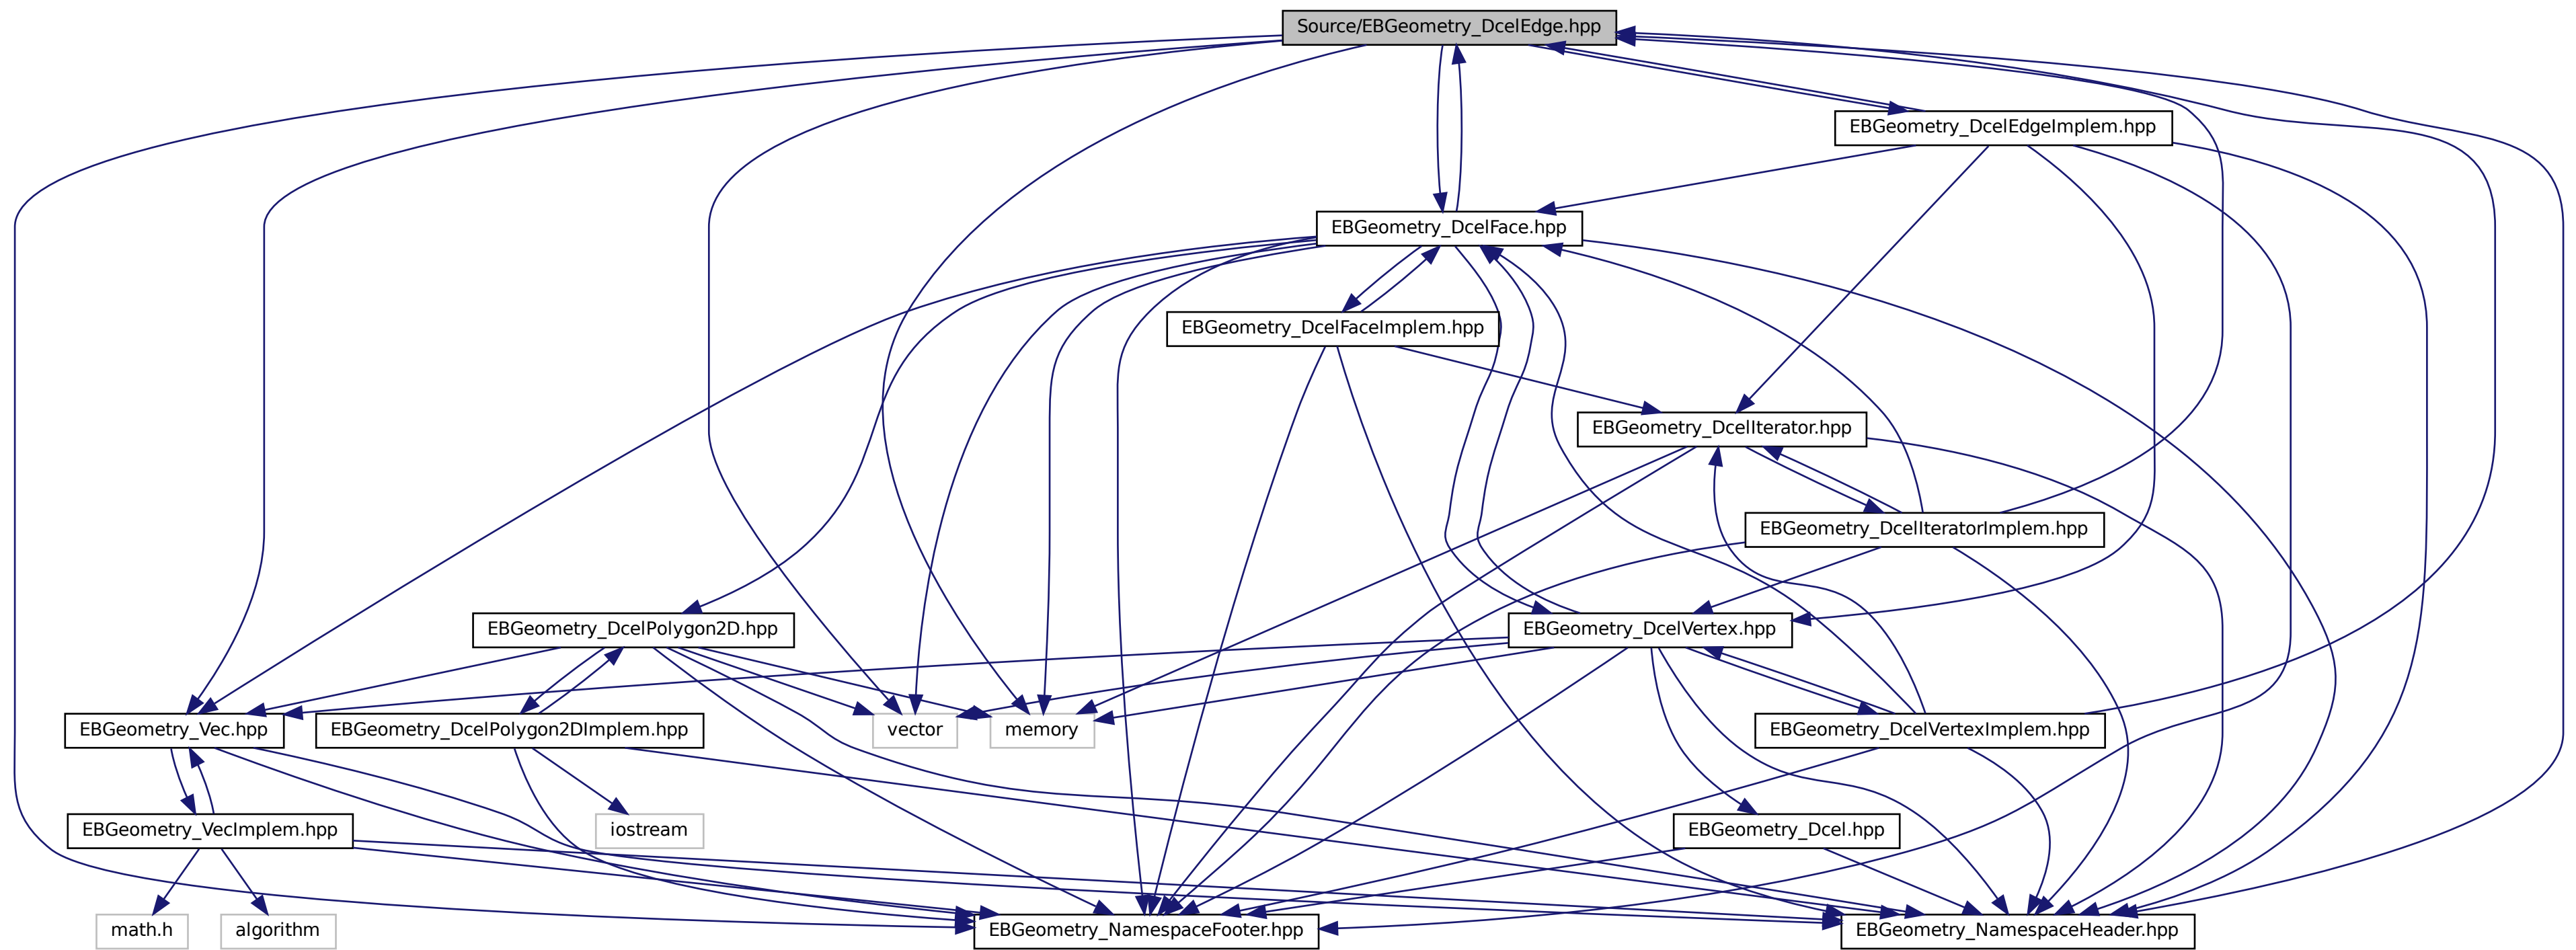 Source/EBGeometry_DcelEdge.hpp
EBGeometry_DcelEdgeImplem.hpp
EBGeometry_DcelFace.hpp
EBGeometry_DcelFaceImplem.hpp
EBGeometry_DcelIterator.hpp
EBGeometry_DcelIteratorImplem.hpp
EBGeometry_DcelPolygon2D.hpp
EBGeometry_DcelVertex.hpp
EBGeometry_Vec.hpp
EBGeometry_DcelPolygon2DImplem.hpp
vector
memory
EBGeometry_DcelVertexImplem.hpp
EBGeometry_VecImplem.hpp
iostream
EBGeometry_Dcel.hpp
math.h
algorithm
EBGeometry_NamespaceFooter.hpp
EBGeometry_NamespaceHeader.hpp